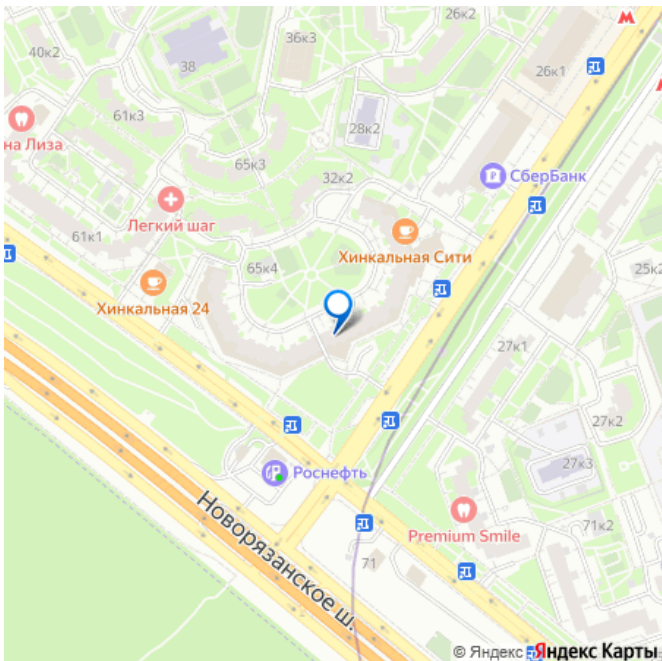 26к2
40к2
36к3
38
26к1
61к3
28к2
на Лиза
65к3
32к2
СберБанк
Легкий шаг
61к1
Хинкальная Сити
65к4
25к2
Хинкальная 24
27к1
27к2
Роснефть
27к3
Новорязанское ш.
Premium Smile
71к2
71
© Яндекс Яндекс Карты